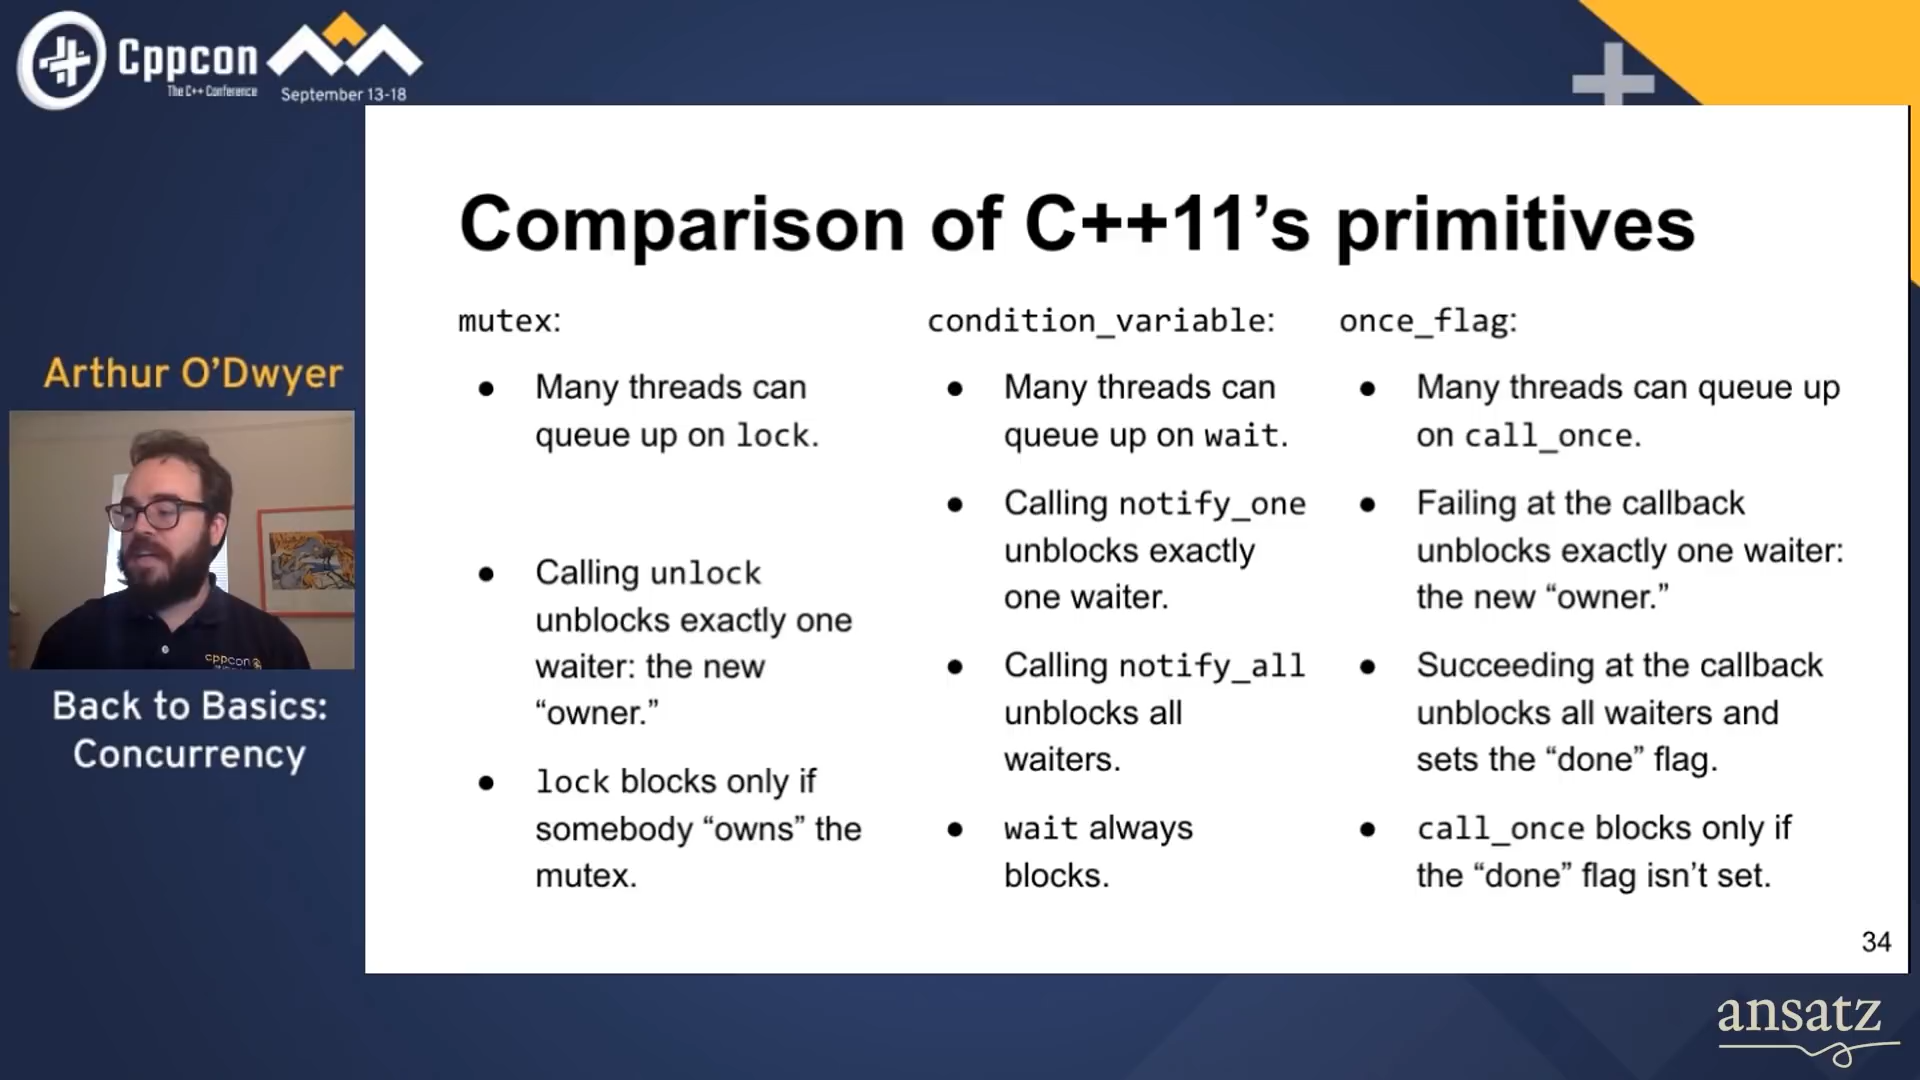 Cppcon
The C++ Conference
September 13-18
Arthur O’Dwyer
cppcon
Back to Basics:
Concurrency
Comparison of C++11’s primitives
mutex:
● Many threads can
queue up on lock.
● Calling unlock
unblocks exactly one
waiter: the new
“owner.”
● lock blocks only if
somebody “owns” the
mutex.
condition_variable:
● Many threads can
queue up on wait.
● Calling notify_one
unblocks exactly
one waiter.
● Calling notify_all
unblocks all
waiters.
● wait always
blocks.
once_flag:
● Many threads can queue up
on call_once.
● Failing at the callback
unblocks exactly one waiter:
the new “owner.”
● Succeeding at the callback
unblocks all waiters and
sets the “done” flag.
● call_once blocks only if
the “done” flag isn’t set.
34
ansatz